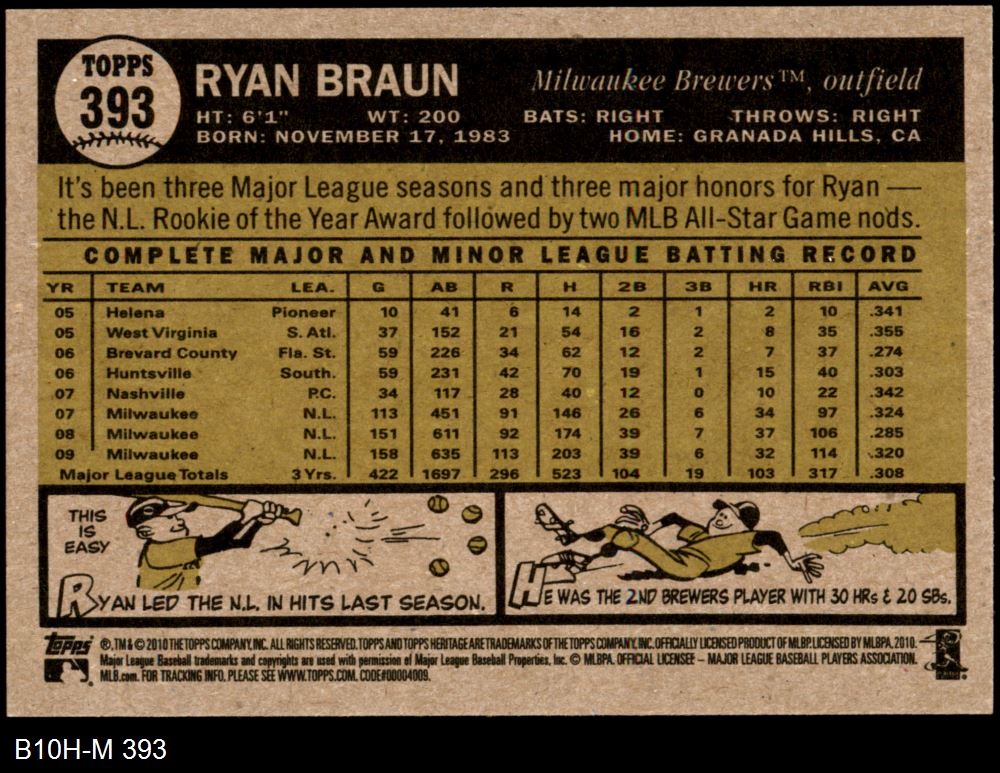 TOPPS
393
RYAN BRAUN
Milwaukee Brewers™, outfield
HT: 6'1" WT: 200 BATS: RIGHT THROWS: RIGHT
BORN: NOVEMBER 17, 1983 HOME: GRANADA HILLS, CA
It's been three Major League seasons and three major honors for Ryan —
the N.L. Rookie of the Year Award followed by two MLB All-Star Game nods.
COMPLETE MAJOR AND MINOR LEAGUE BATTING RECORD
YR TEAM LEA. G AB R H 2B 3B HR RBI AVG
05 Helena Pioneer 10 41 6 14 2 1 2 10 .341
05 West Virginia S. Atl. 37 152 21 54 16 2 8 35 .355
06 Brevard County Fla. St. 59 226 34 62 12 2 7 37 .274
06 Huntsville South. 59 231 42 70 19 1 15 40 .303
07 Nashville P.C. 34 117 28 40 12 0 10 22 .342
07 Milwaukee N.L. 113 451 91 146 26 6 34 97 .324
08 Milwaukee N.L. 151 611 92 174 39 7 37 106 .285
09 Milwaukee N.L. 158 635 113 203 39 6 32 114 .320
Major League Totals 3 Yrs. 422 1697 296 523 104 19 103 317 .308
THIS
IS
EASY
RYAN LED THE N.L. IN HITS LAST SEASON.
HE WAS THE 2ND BREWERS PLAYER WITH 30 HRs & 20 SBs.
topps ®, TM & © 2010 THE TOPPS COMPANY, INC. ALL RIGHTS RESERVED. TOPPS AND TOPPS HERITAGE ARE TRADEMARKS OF THE TOPPS COMPANY, INC. OFFICIALLY LICENSED PRODUCT OF MLBP. LICENSED BY MLBPA, 2010.
Major League Baseball trademarks and copyrights are used with permission of Major League Baseball Properties, Inc. © MLBPA. OFFICIAL LICENSEE – MAJOR LEAGUE BASEBALL PLAYERS ASSOCIATION.
MLB.com. FOR TRACKING INFO, PLEASE SEE WWW.TOPPS.COM. CODE#00004009.
B10H-M 393